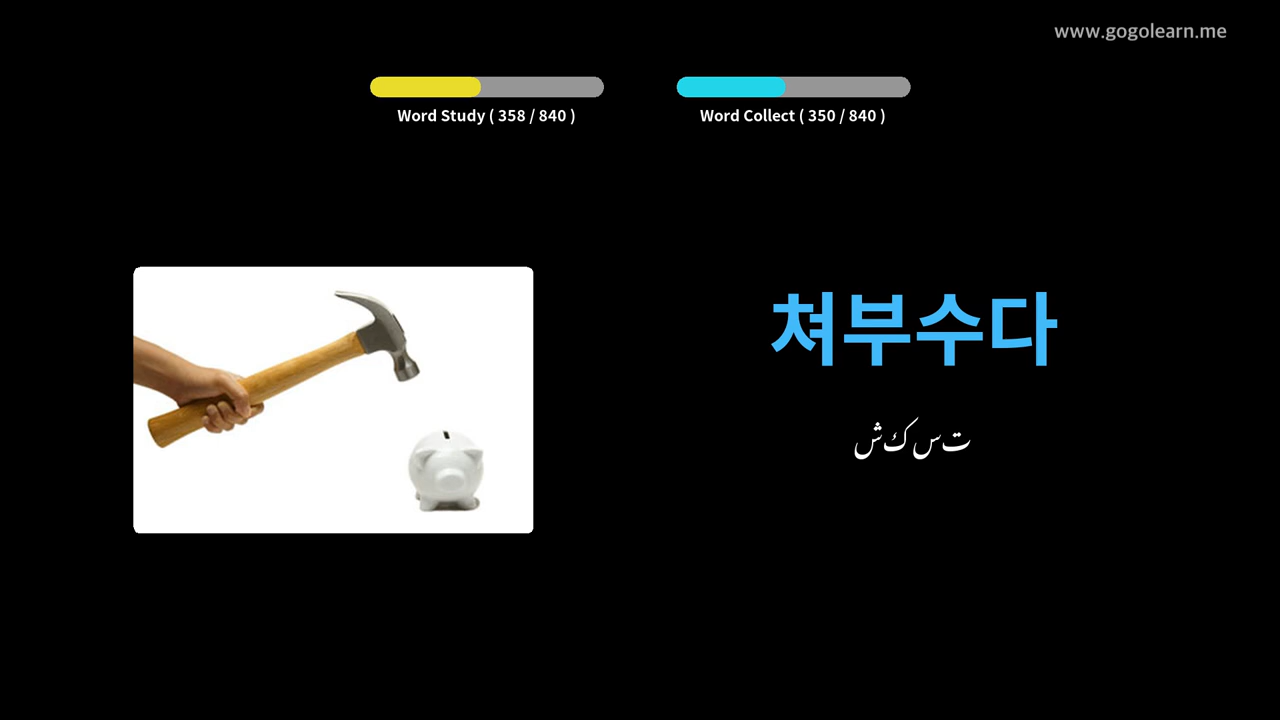 www.gogolearn.me
Word Study ( 358 / 840 )
Word Collect ( 350 / 840 )
쳐부수다
ت س ک ش